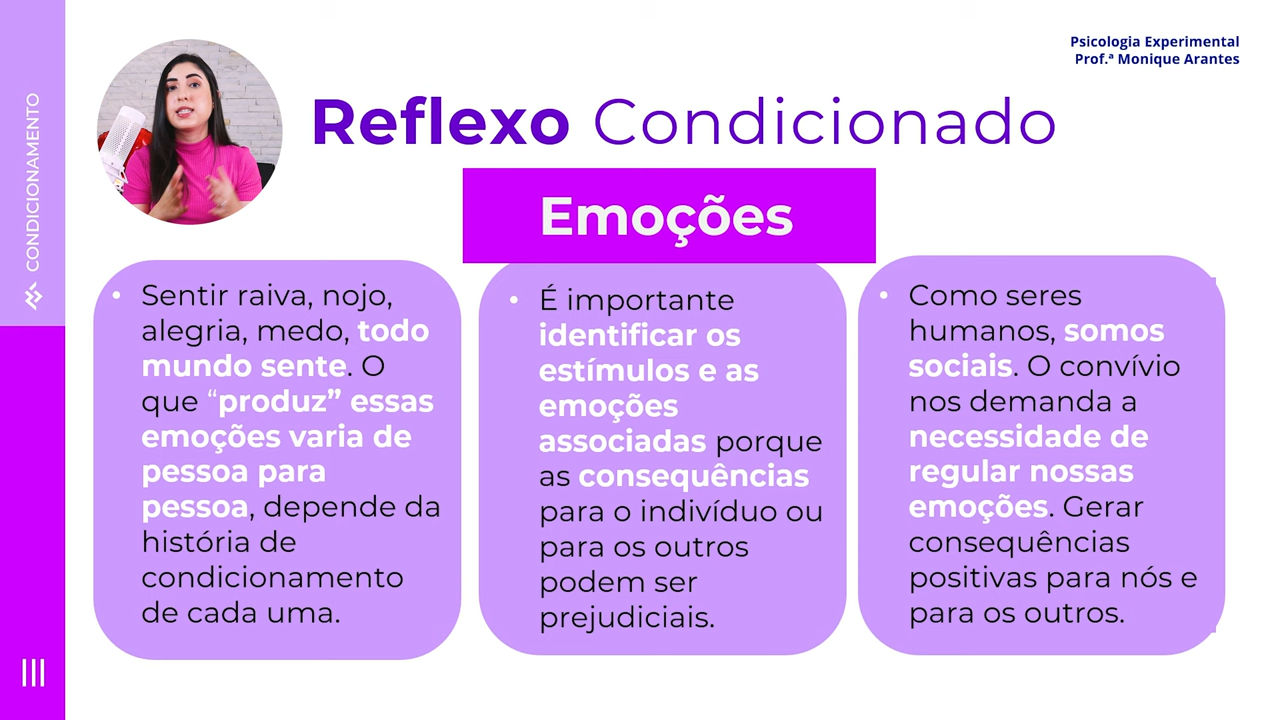 Psicologia Experimental
Prof.ª Monique Arantes
CONDICIONAMENTO
Reflexo Condicionado
Emoções
• Sentir raiva, nojo,
alegria, medo, todo
mundo sente. O
que “produz” essas
emoções varia de
pessoa para
pessoa, depende da
história de
condicionamento
de cada uma.
• É importante
identificar os
estímulos e as
emoções
associadas porque
as consequências
para o indivíduo ou
para os outros
podem ser
prejudiciais.
• Como seres
humanos, somos
sociais. O convívio
nos demanda a
necessidade de
regular nossas
emoções. Gerar
consequências
positivas para nós e
para os outros.